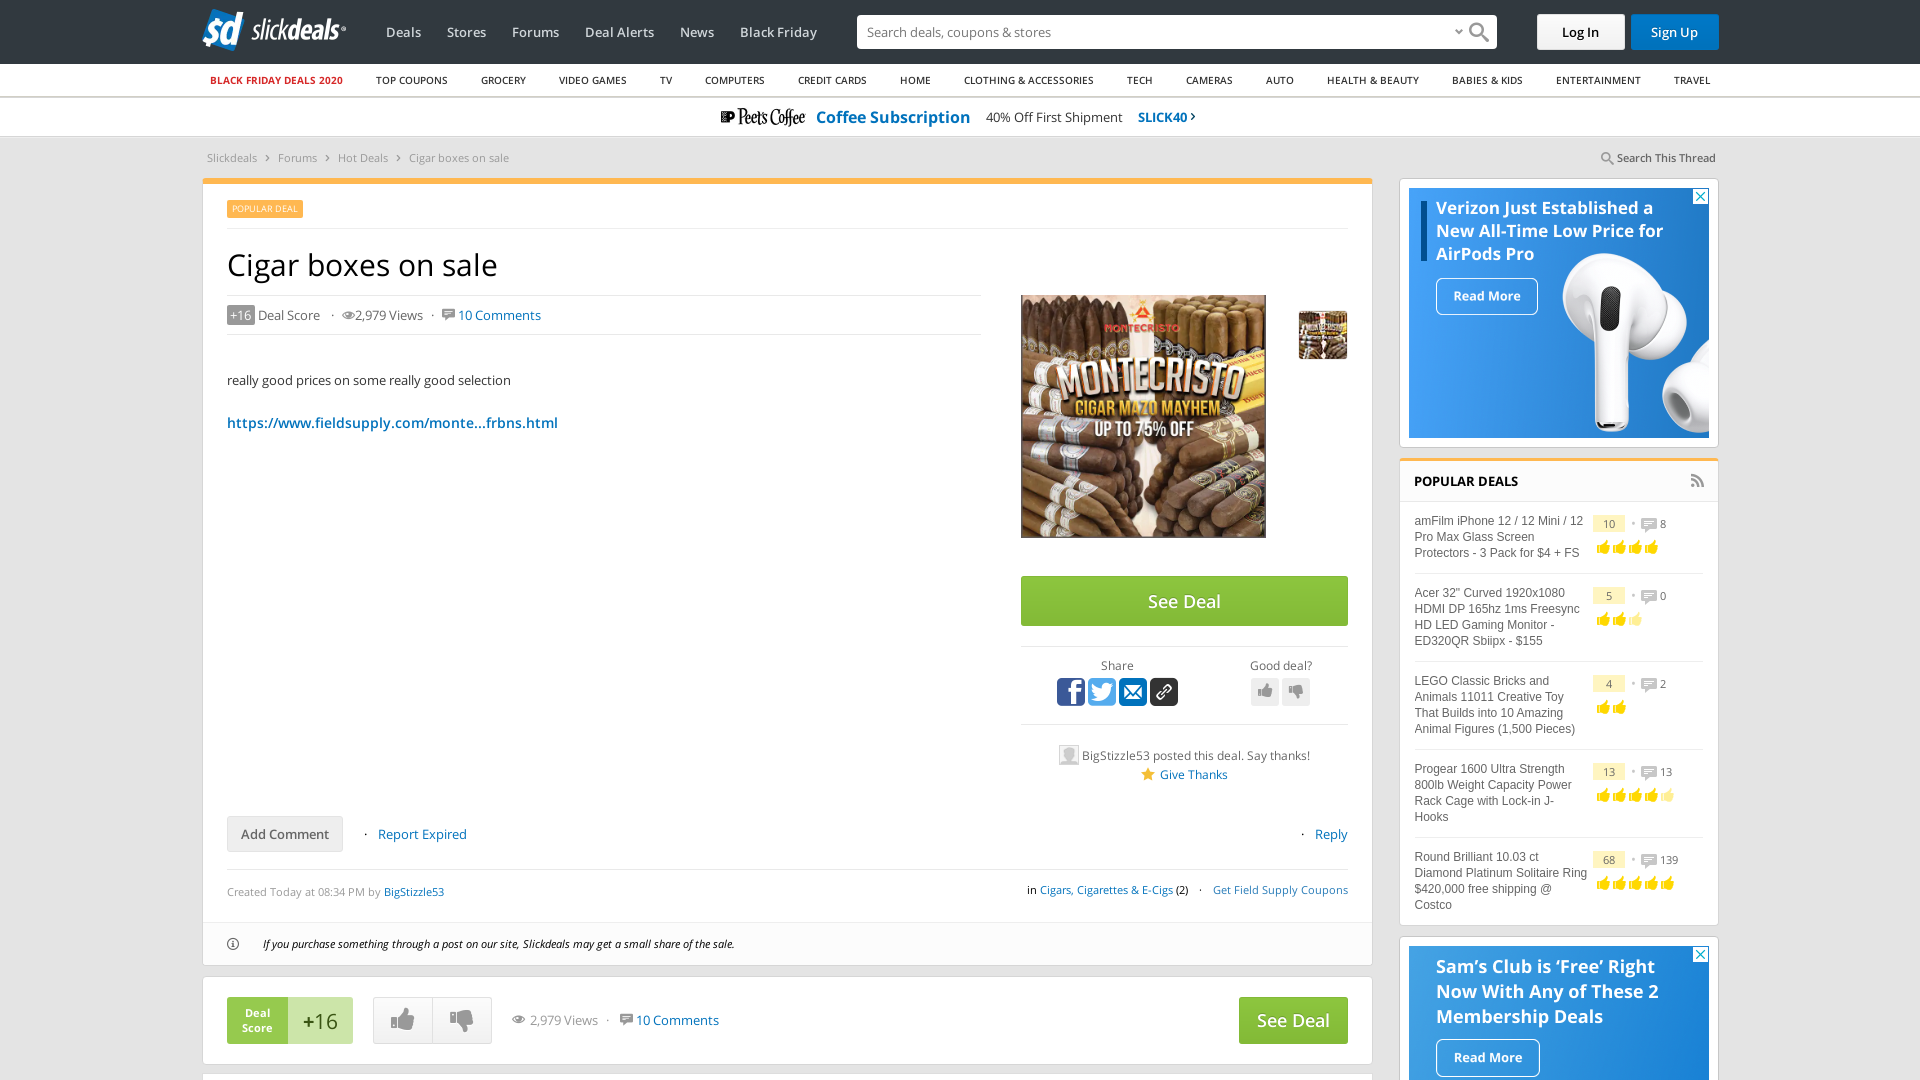 slickdeals
Deals
Stores
Forums
Deal Alerts
News
Black Friday
Search deals, coupons & stores
Log In
Sign Up
BLACK FRIDAY DEALS 2020
TOP COUPONS
GROCERY
VIDEO GAMES
TV
COMPUTERS
CREDIT CARDS
HOME
CLOTHING & ACCESSORIES
TECH
CAMERAS
AUTO
HEALTH & BEAUTY
BABIES & KIDS
ENTERTAINMENT
TRAVEL
Peet's Coffee Coffee Subscription 40% Off First Shipment SLICK40
Slickdeals > Forums > Hot Deals > Cigar boxes on sale
Search This Thread
POPULAR DEAL
Cigar boxes on sale
+16 Deal Score · 2,979 Views · 10 Comments
really good prices on some really good selection
https://www.fieldsupply.com/monte...frbns.html
MONTECRISTO
MONTECRISTO
CIGAR MAZO MAYHEM
UP TO 75% OFF
See Deal
Share
Good deal?
BigStizzle53 posted this deal. Say thanks!
Give Thanks
Add Comment · Report Expired
· Reply
Created Today at 08:34 PM by BigStizzle53
in Cigars, Cigarettes & E-Cigs (2) · Get Field Supply Coupons
If you purchase something through a post on our site, Slickdeals may get a small share of the sale.
Deal
Score
+16
2,979 Views · 10 Comments
See Deal
Verizon Just Established a
New All-Time Low Price for
AirPods Pro
Read More
POPULAR DEALS
amFilm iPhone 12 / 12 Mini / 12
Pro Max Glass Screen
Protectors - 3 Pack for $4 + FS
10 • 8
Acer 32" Curved 1920x1080
HDMI DP 165hz 1ms Freesync
HD LED Gaming Monitor -
ED320QR Sbiipx - $155
5 • 0
LEGO Classic Bricks and
Animals 11011 Creative Toy
That Builds into 10 Amazing
Animal Figures (1,500 Pieces)
4 • 2
Progear 1600 Ultra Strength
800lb Weight Capacity Power
Rack Cage with Lock-in J-
Hooks
13 • 13
Round Brilliant 10.03 ct
Diamond Platinum Solitaire Ring
$420,000 free shipping @
Costco
68 • 139
Sam's Club is ‘Free’ Right
Now With Any of These 2
Membership Deals
Read More